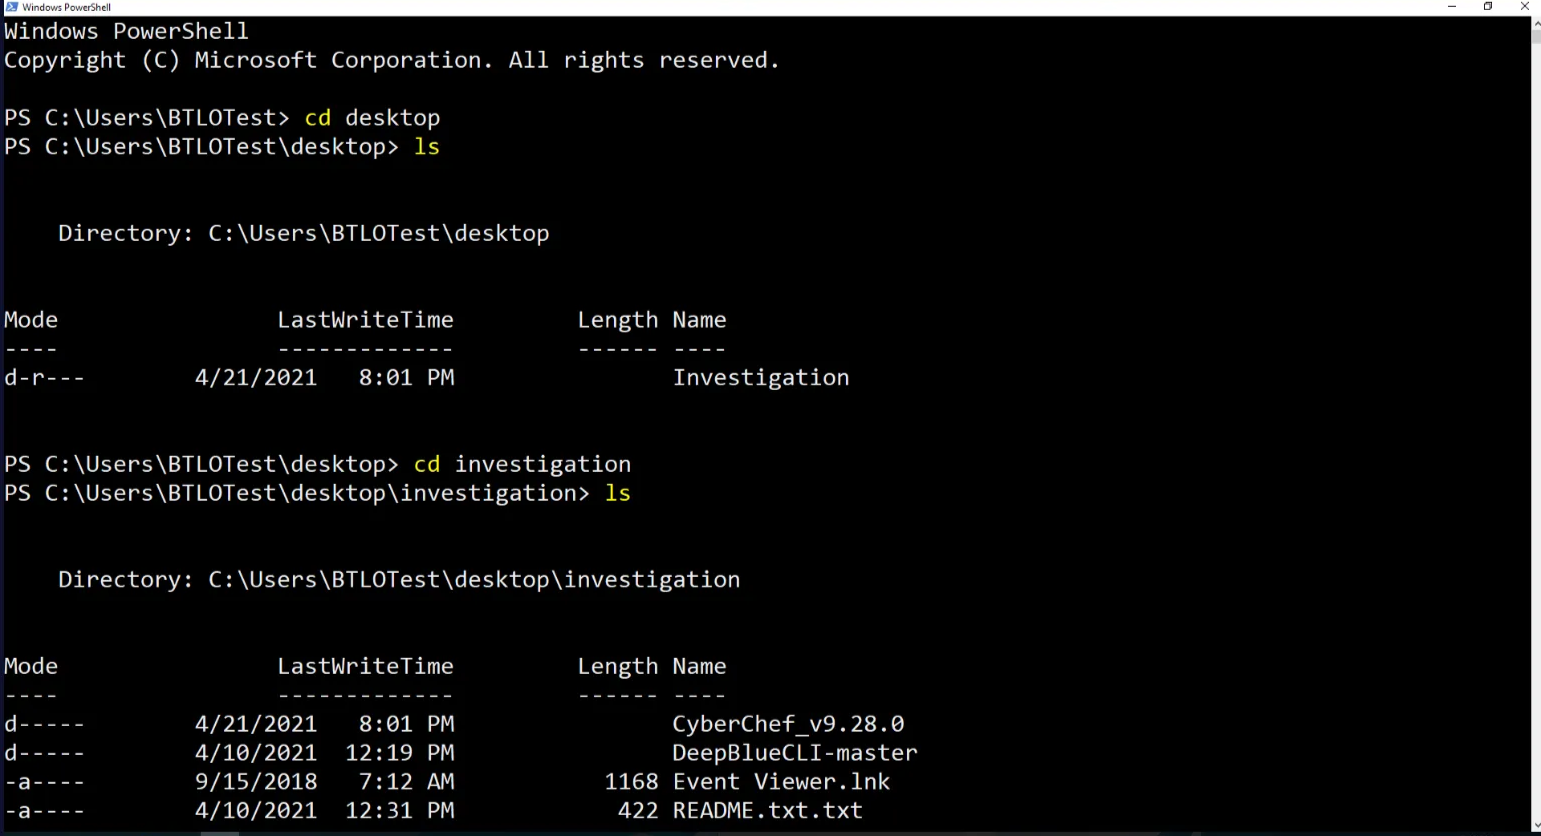 Windows PowerShell
Windows PowerShell
Copyright (C) Microsoft Corporation. All rights reserved.
PS C:\Users\BTLOTest> cd desktop
PS C:\Users\BTLOTest\desktop> ls
Directory: C:\Users\BTLOTest\desktop
Mode LastWriteTime Length Name
---- ------------- ------ ----
d-r--- 4/21/2021 8:01 PM Investigation
PS C:\Users\BTLOTest\desktop> cd investigation
PS C:\Users\BTLOTest\desktop\investigation> ls
Directory: C:\Users\BTLOTest\desktop\investigation
Mode LastWriteTime Length Name
---- ------------- ------ ----
d----- 4/21/2021 8:01 PM CyberChef_v9.28.0
d----- 4/10/2021 12:19 PM DeepBlueCLI-master
-a---- 9/15/2018 7:12 AM 1168 Event Viewer.lnk
-a---- 4/10/2021 12:31 PM 422 README.txt.txt